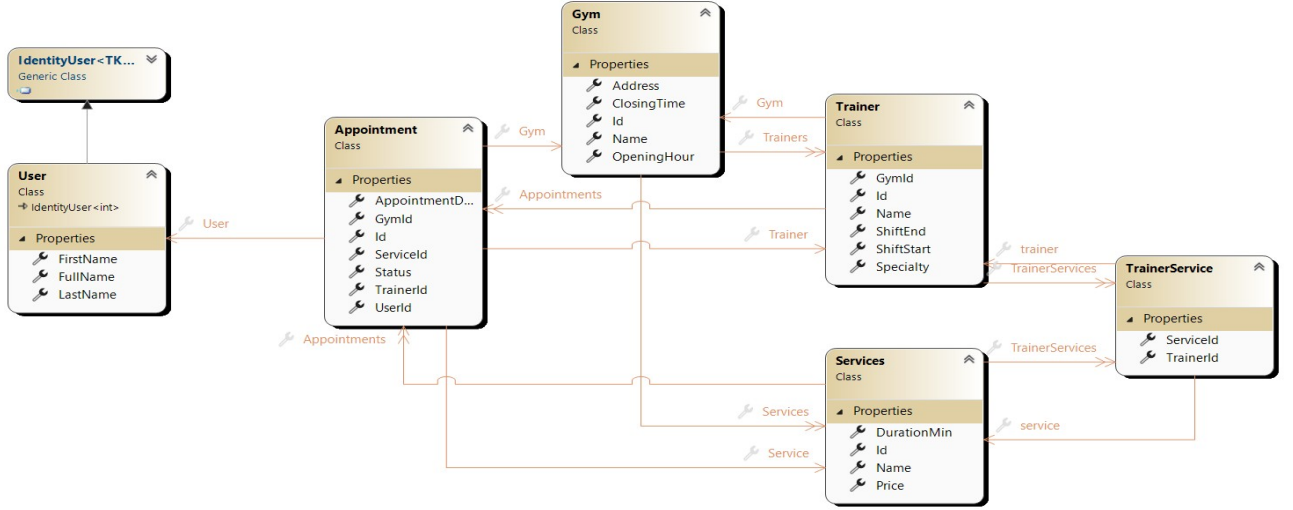 IdentityUser<TK...
Generic Class
User
Class
IdentityUser<int>
Properties
FirstName
FullName
LastName
User
Appointment
Class
Properties
AppointmentD...
GymId
Id
ServiceId
Status
TrainerId
UserId
Gym
Gym
Class
Properties
Address
ClosingTime
Id
Name
OpeningHour
Gym
Trainers
Appointments
Trainer
Trainer
Class
Properties
GymId
Id
Name
ShiftEnd
ShiftStart
Specialty
trainer
TrainerServices
TrainerService
Class
Properties
ServiceId
TrainerId
Appointments
Services
Service
Services
Class
Properties
DurationMin
Id
Name
Price
TrainerServices
service